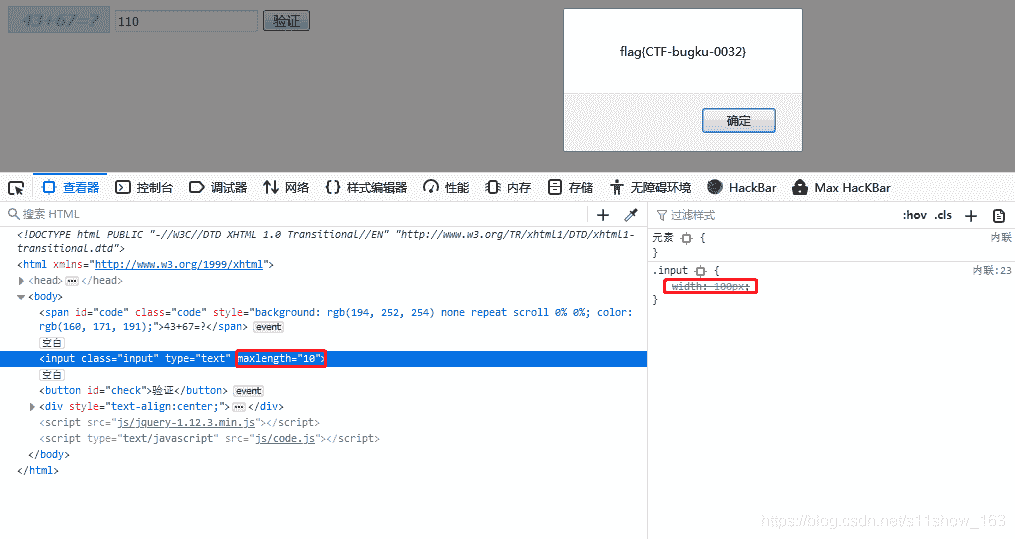 43+67=? 110 验证
flag{CTF-bugku-0032}
确定
查看器 控制台 调试器 网络 样式编辑器 性能 内存 存储 无障碍环境 HackBar Max HacKBar
搜索 HTML
过滤样式 :hov .cls
<!DOCTYPE html PUBLIC "-//W3C//DTD XHTML 1.0 Transitional//EN" "http://www.w3.org/TR/xhtml1/DTD/xhtml1-
transitional.dtd">
<html xmlns="http://www.w3.org/1999/xhtml">
<head> ••• </head>
<body>
<span id="code" class="code" style="background: rgb(194, 252, 254) none repeat scroll 0% 0%; color:
rgb(160, 171, 191);">43+67=?</span> event
空白
<input class="input" type="text" maxlength="10">
空白
<button id="check">验证</button> event
<div style="text-align:center;"> ••• </div>
<script src="js/jquery-1.12.3.min.js"></script>
<script type="text/javascript" src="js/code.js"></script>
</body>
</html>
元素 { 内联
}
.input { 内联:23
width: 100px;
}
https://blog.csdn.net/s11show_163